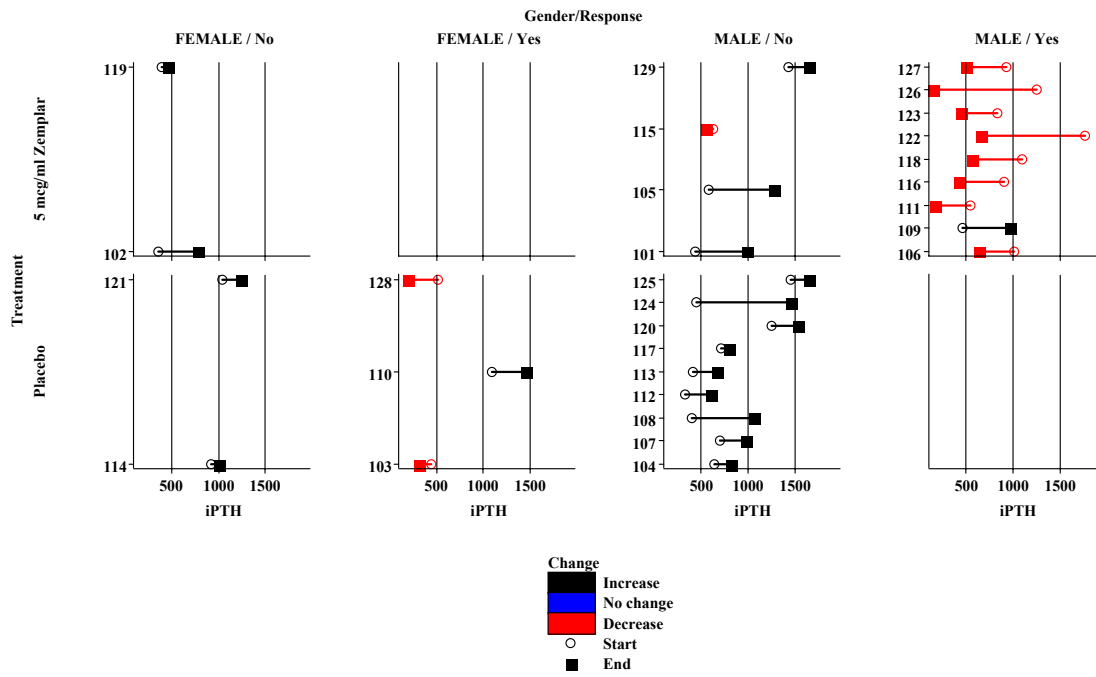 Gender/Response
FEMALE / No
FEMALE / Yes
MALE / No
MALE / Yes
Treatment
5 mcg/ml Zemplar
119
102
129
115
105
101
127
126
123
122
118
116
111
109
106
Placebo
121
114
128
110
103
125
124
120
117
113
112
108
107
104
500 1000 1500
500 1000 1500
500 1000 1500
500 1000 1500
iPTH
iPTH
iPTH
iPTH
Change
Increase
No change
Decrease
Start
End